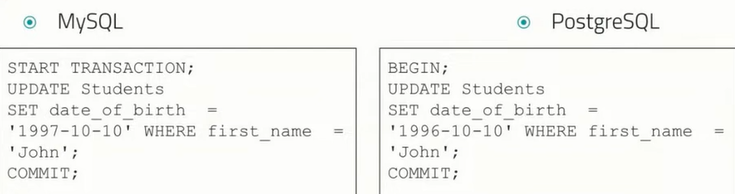 MySQL
START TRANSACTION;
UPDATE Students
SET date_of_birth =
'1997-10-10' WHERE first_name =
'John';
COMMIT;
PostgreSQL
BEGIN;
UPDATE Students
SET date_of_birth =
'1996-10-10' WHERE first_name =
'John';
COMMIT;